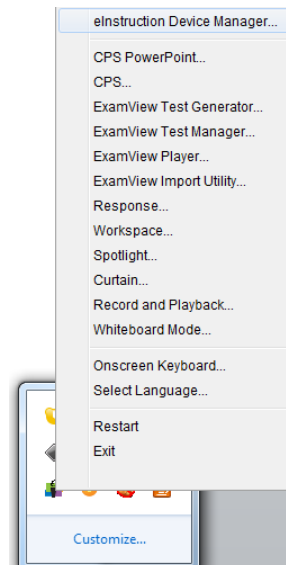 eInstruction Device Manager...
CPS PowerPoint...
CPS...
ExamView Test Generator...
ExamView Test Manager...
ExamView Player...
ExamView Import Utility...
Response...
Workspace...
Spotlight...
Curtain...
Record and Playback...
Whiteboard Mode...
Onscreen Keyboard...
Select Language...
Restart
Exit
Customize...